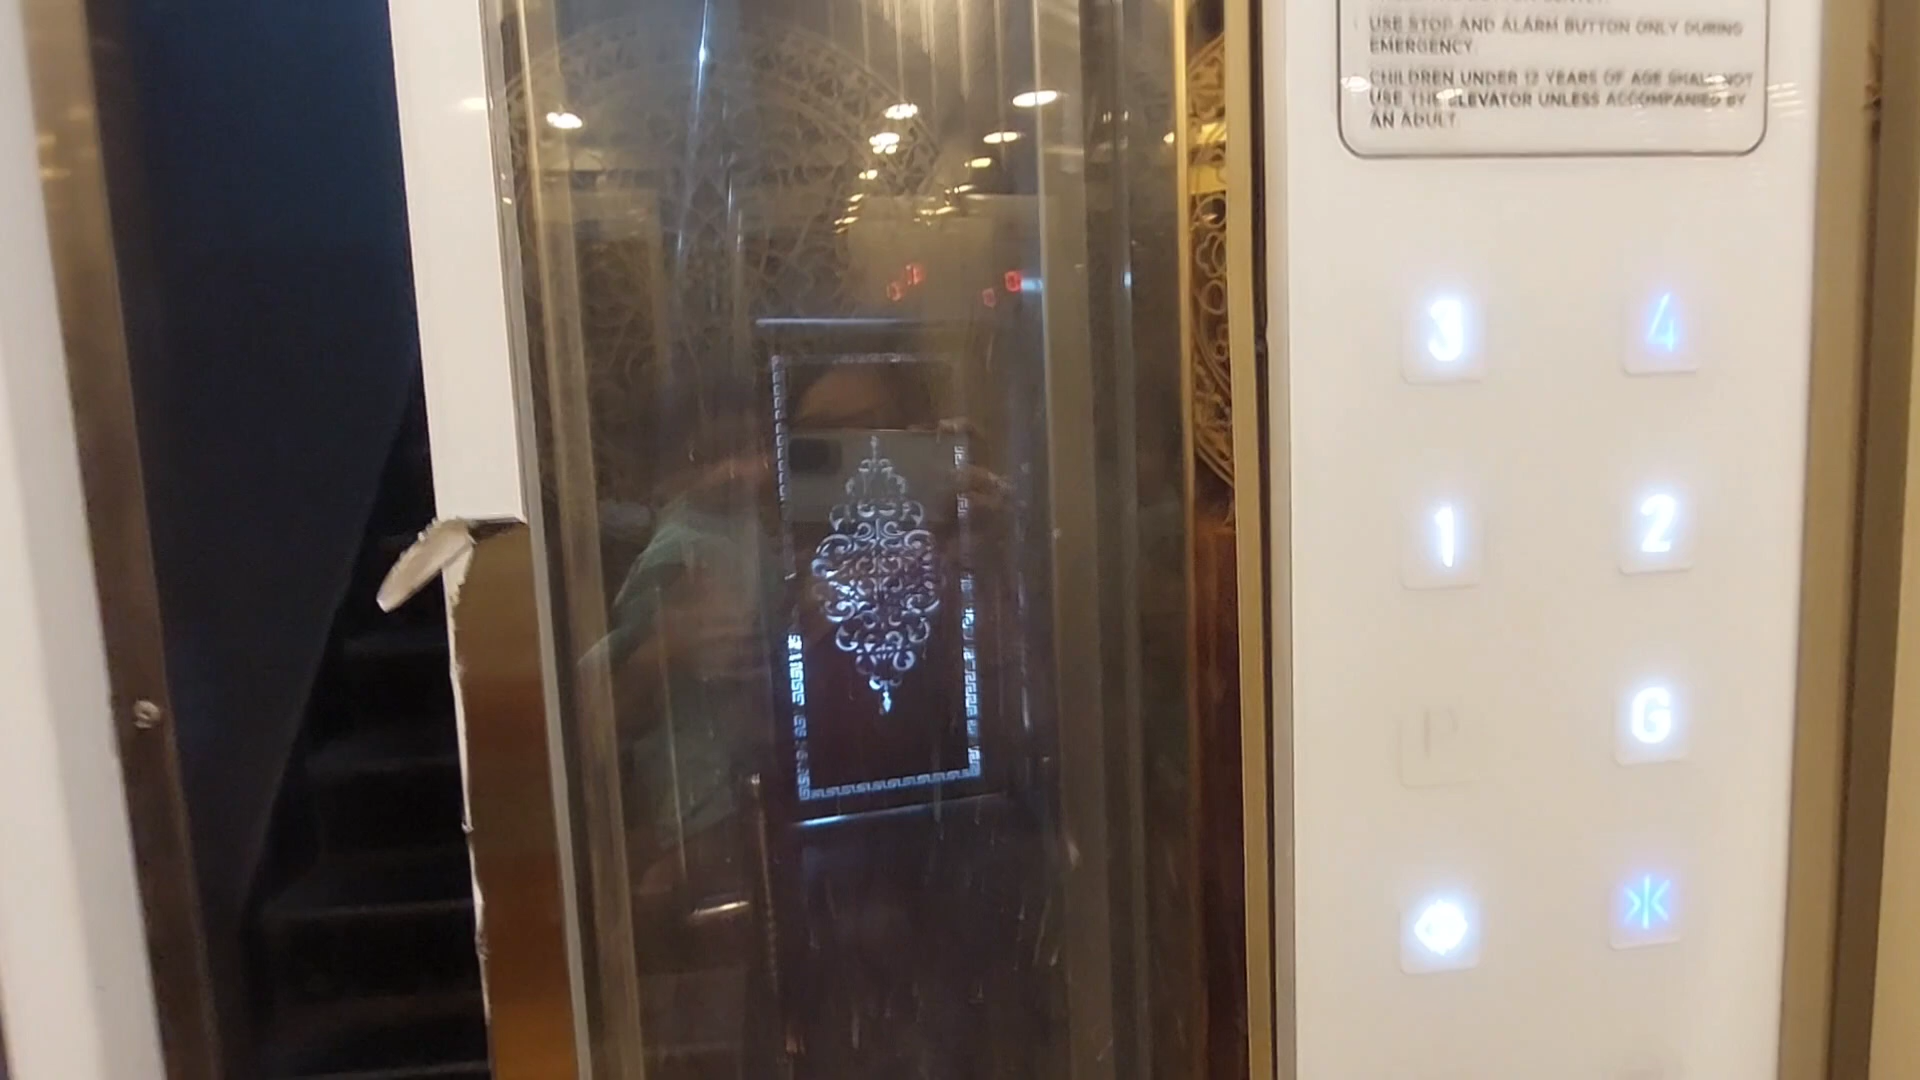 USE STOP AND ALARM BUTTON ONLY DURING
EMERGENCY.
CHILDREN UNDER 12 YEARS OF AGE SHALL NOT
USE THE ELEVATOR UNLESS ACCOMPANIED BY
AN ADULT.
3 4
1 2
P G